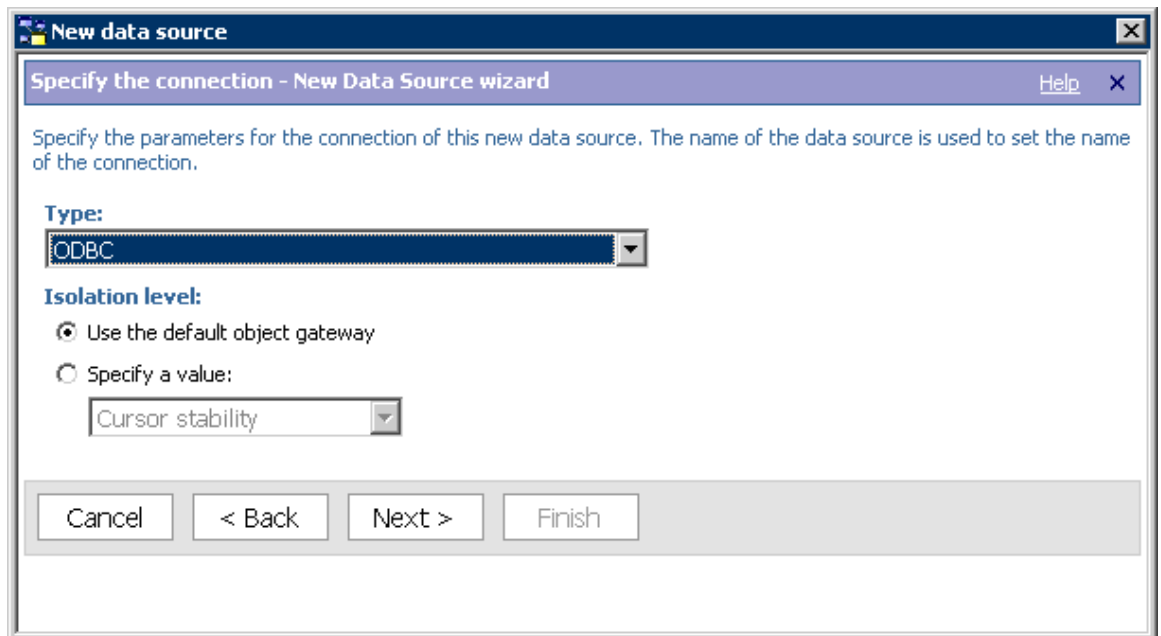 New data source
Specify the connection - New Data Source wizard Help
Specify the parameters for the connection of this new data source. The name of the data source is used to set the name
of the connection.
Type:
ODBC
Isolation level:
Use the default object gateway
Specify a value:
Cursor stability
Cancel < Back Next > Finish